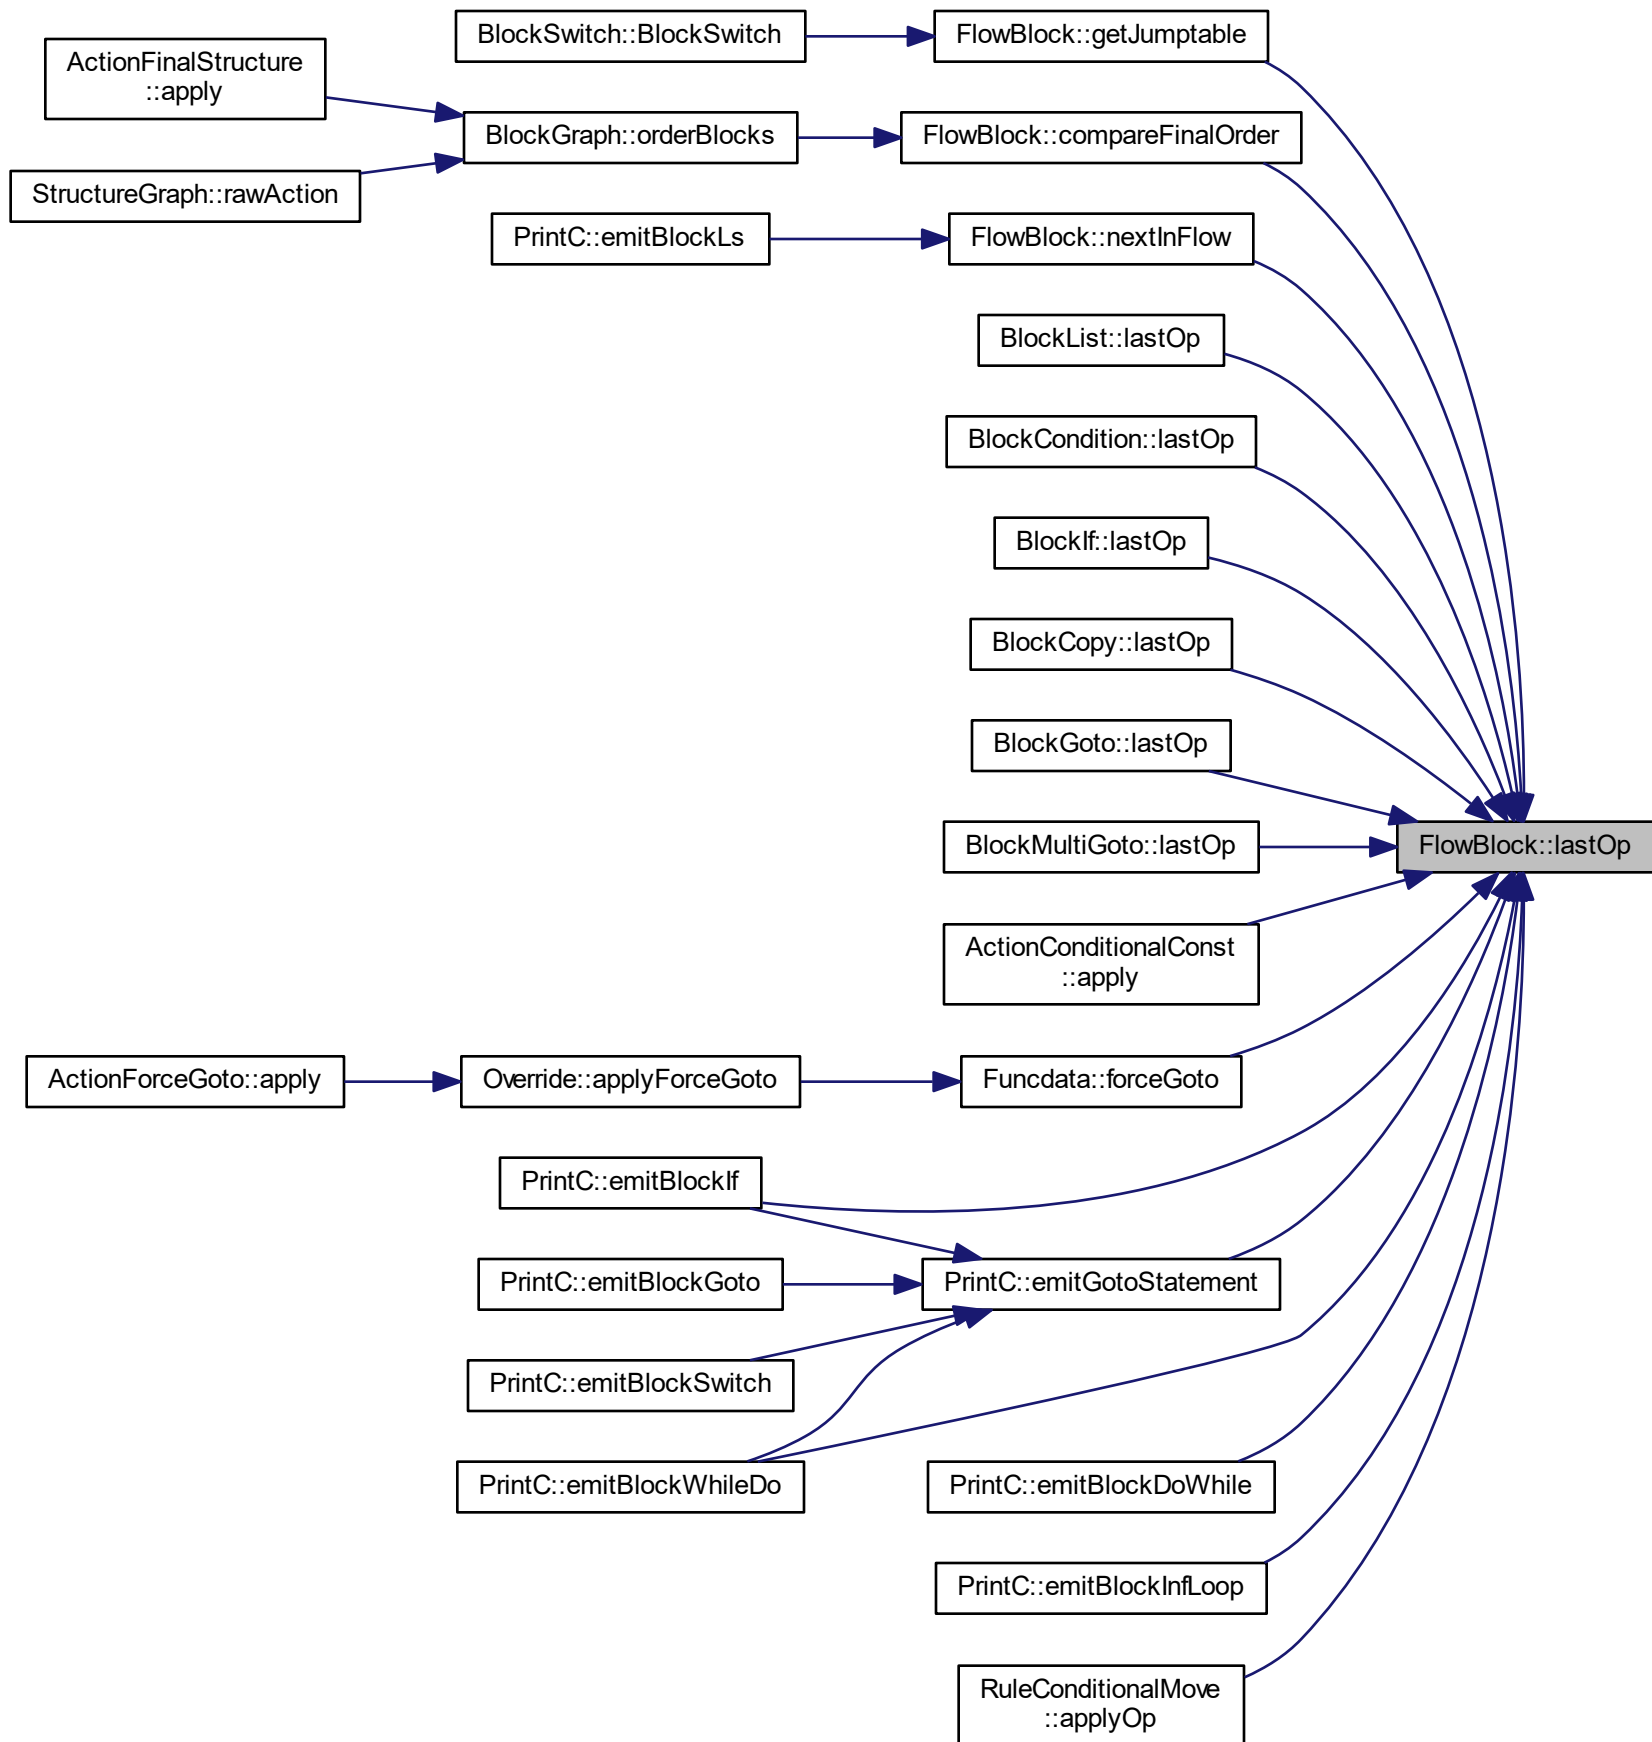 BlockSwitch::BlockSwitch
FlowBlock::getJumptable
ActionFinalStructure
::apply
BlockGraph::orderBlocks
FlowBlock::compareFinalOrder
StructureGraph::rawAction
PrintC::emitBlockLs
FlowBlock::nextInFlow
BlockList::lastOp
BlockCondition::lastOp
BlockIf::lastOp
BlockCopy::lastOp
BlockGoto::lastOp
BlockMultiGoto::lastOp
FlowBlock::lastOp
ActionConditionalConst
::apply
ActionForceGoto::apply
Override::applyForceGoto
Funcdata::forceGoto
PrintC::emitBlockIf
PrintC::emitBlockGoto
PrintC::emitGotoStatement
PrintC::emitBlockSwitch
PrintC::emitBlockWhileDo
PrintC::emitBlockDoWhile
PrintC::emitBlockInfLoop
RuleConditionalMove
::applyOp